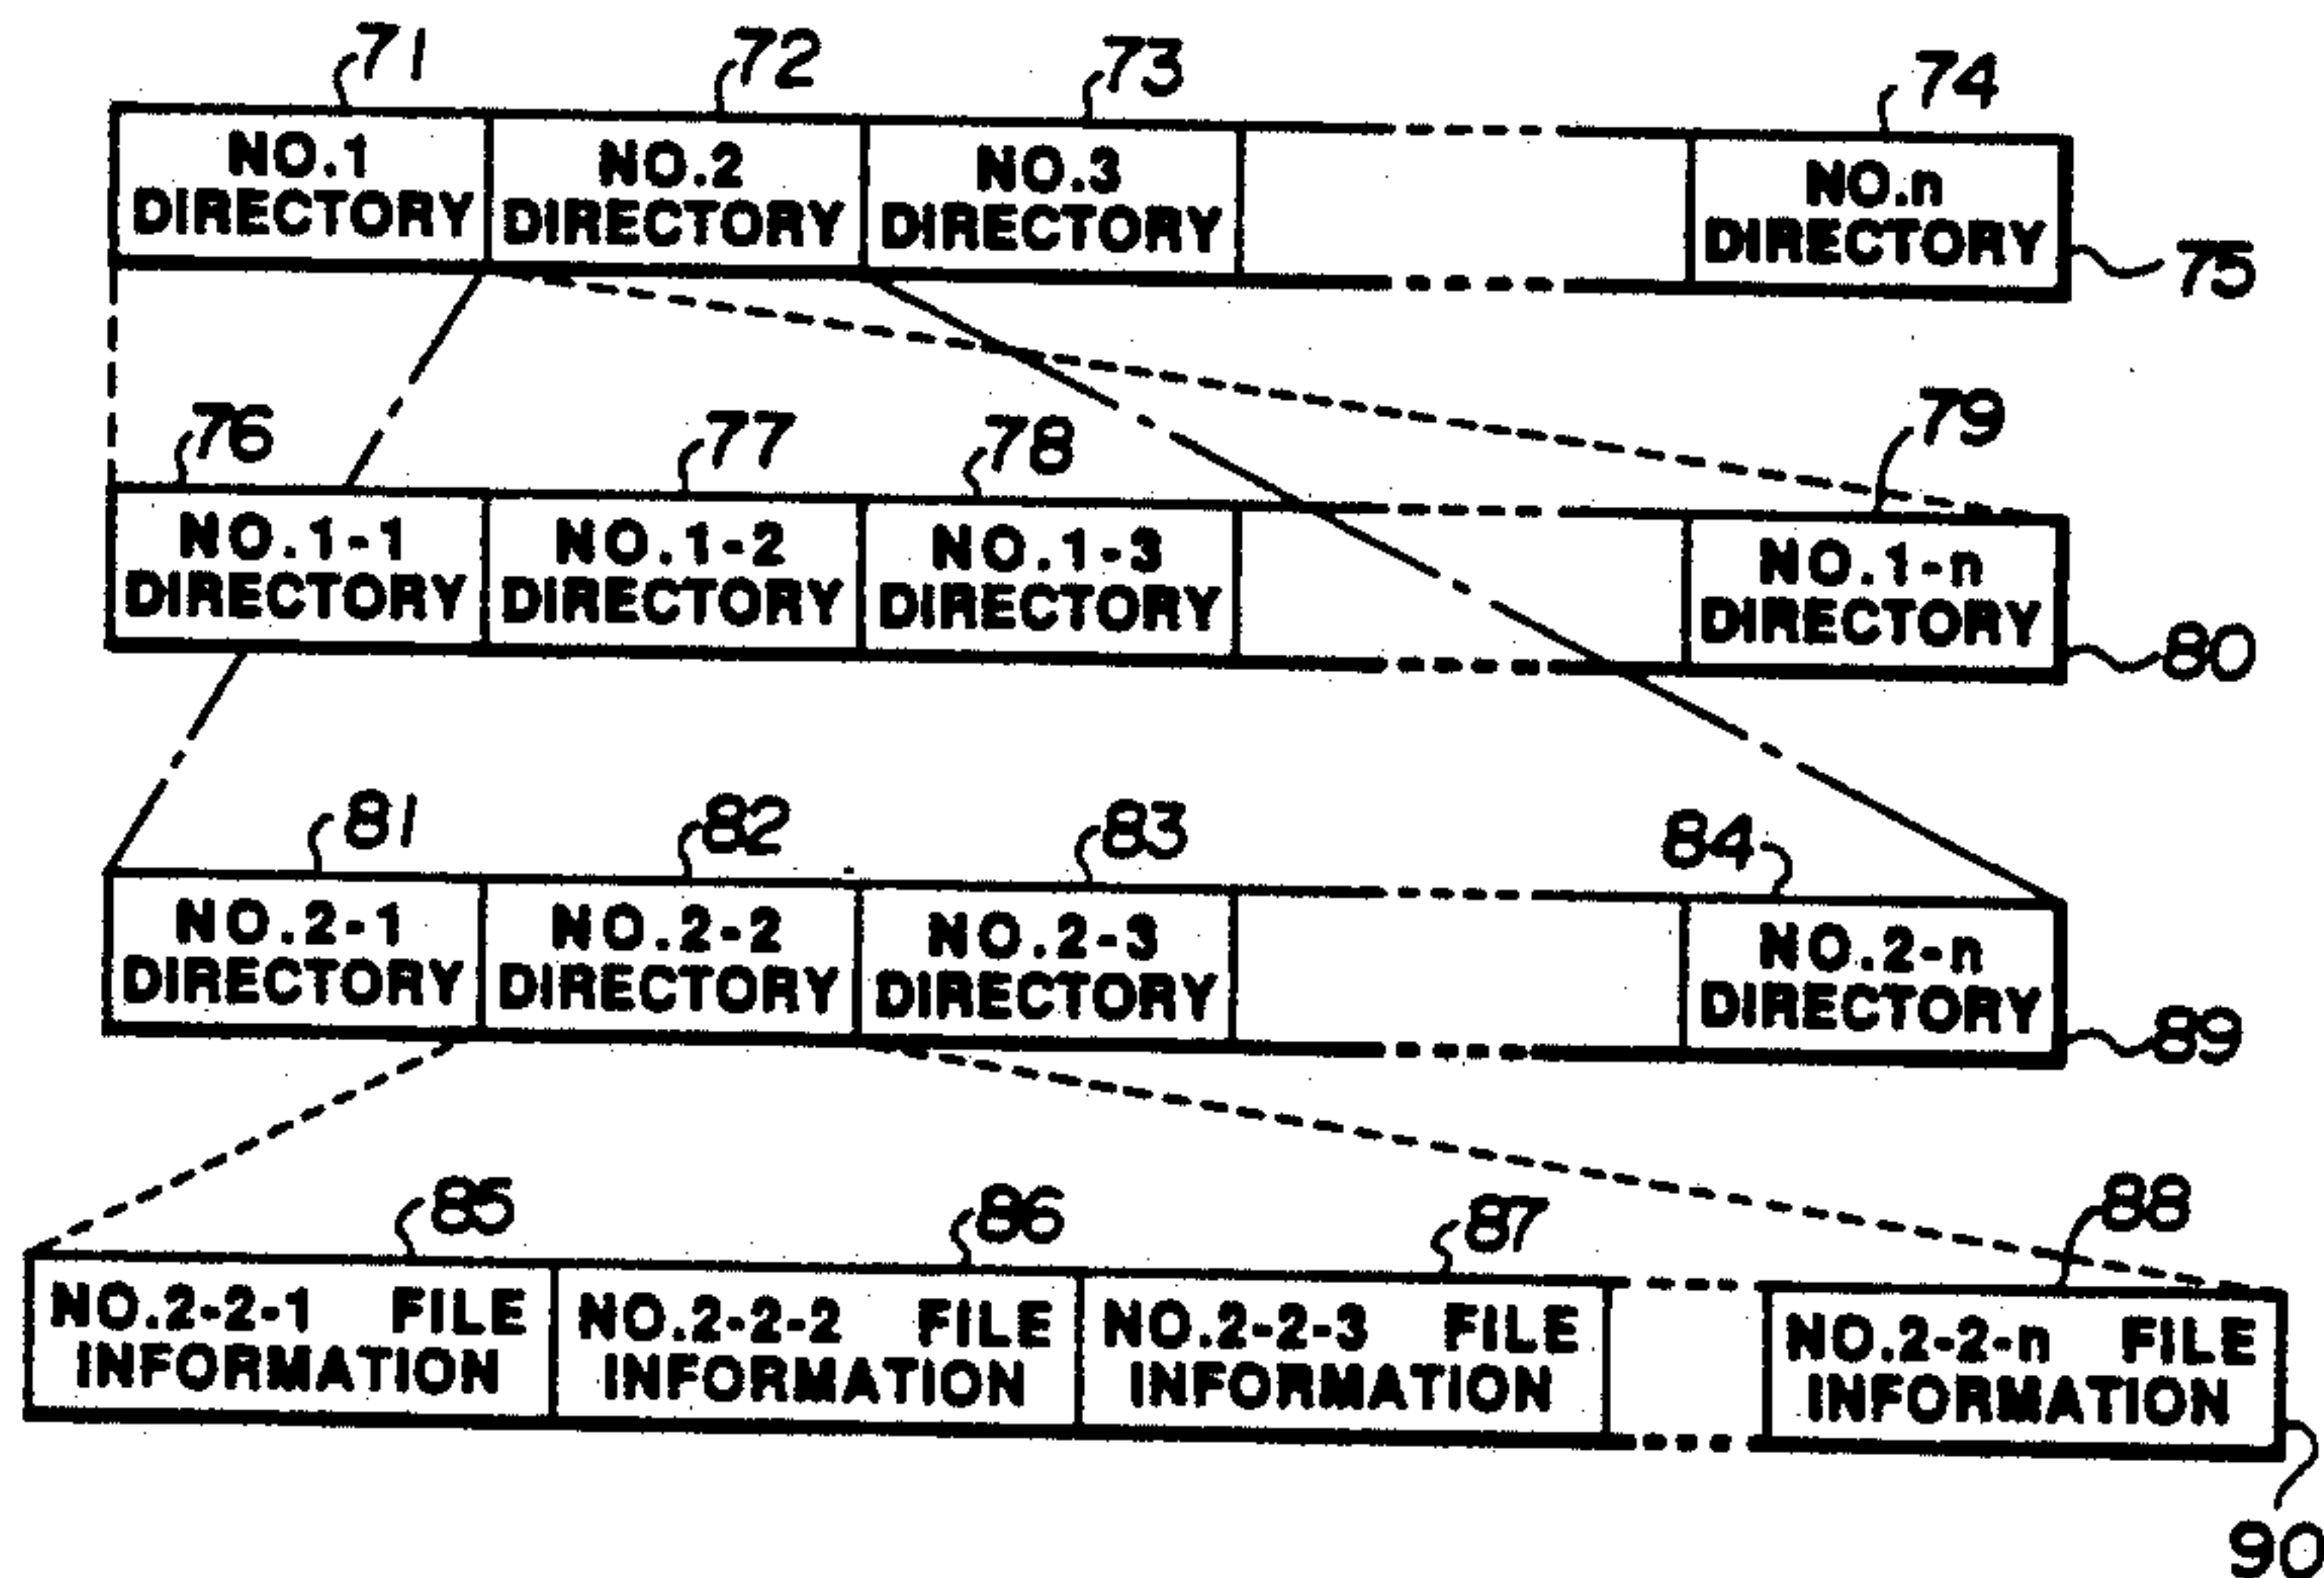 71 72 73 74
NO.1 DIRECTORY
NO.2 DIRECTORY
NO.3 DIRECTORY
NO.n DIRECTORY
75
76 77 78 79
NO.1-1 DIRECTORY
NO.1-2 DIRECTORY
NO.1-3 DIRECTORY
NO.1-n DIRECTORY
80
81 82 83 84
NO.2-1 DIRECTORY
NO.2-2 DIRECTORY
NO.2-3 DIRECTORY
NO.2-n DIRECTORY
89
85 86 87 88
NO.2-2-1 FILE INFORMATION
NO.2-2-2 FILE INFORMATION
NO.2-2-3 FILE INFORMATION
NO.2-2-n FILE INFORMATION
90